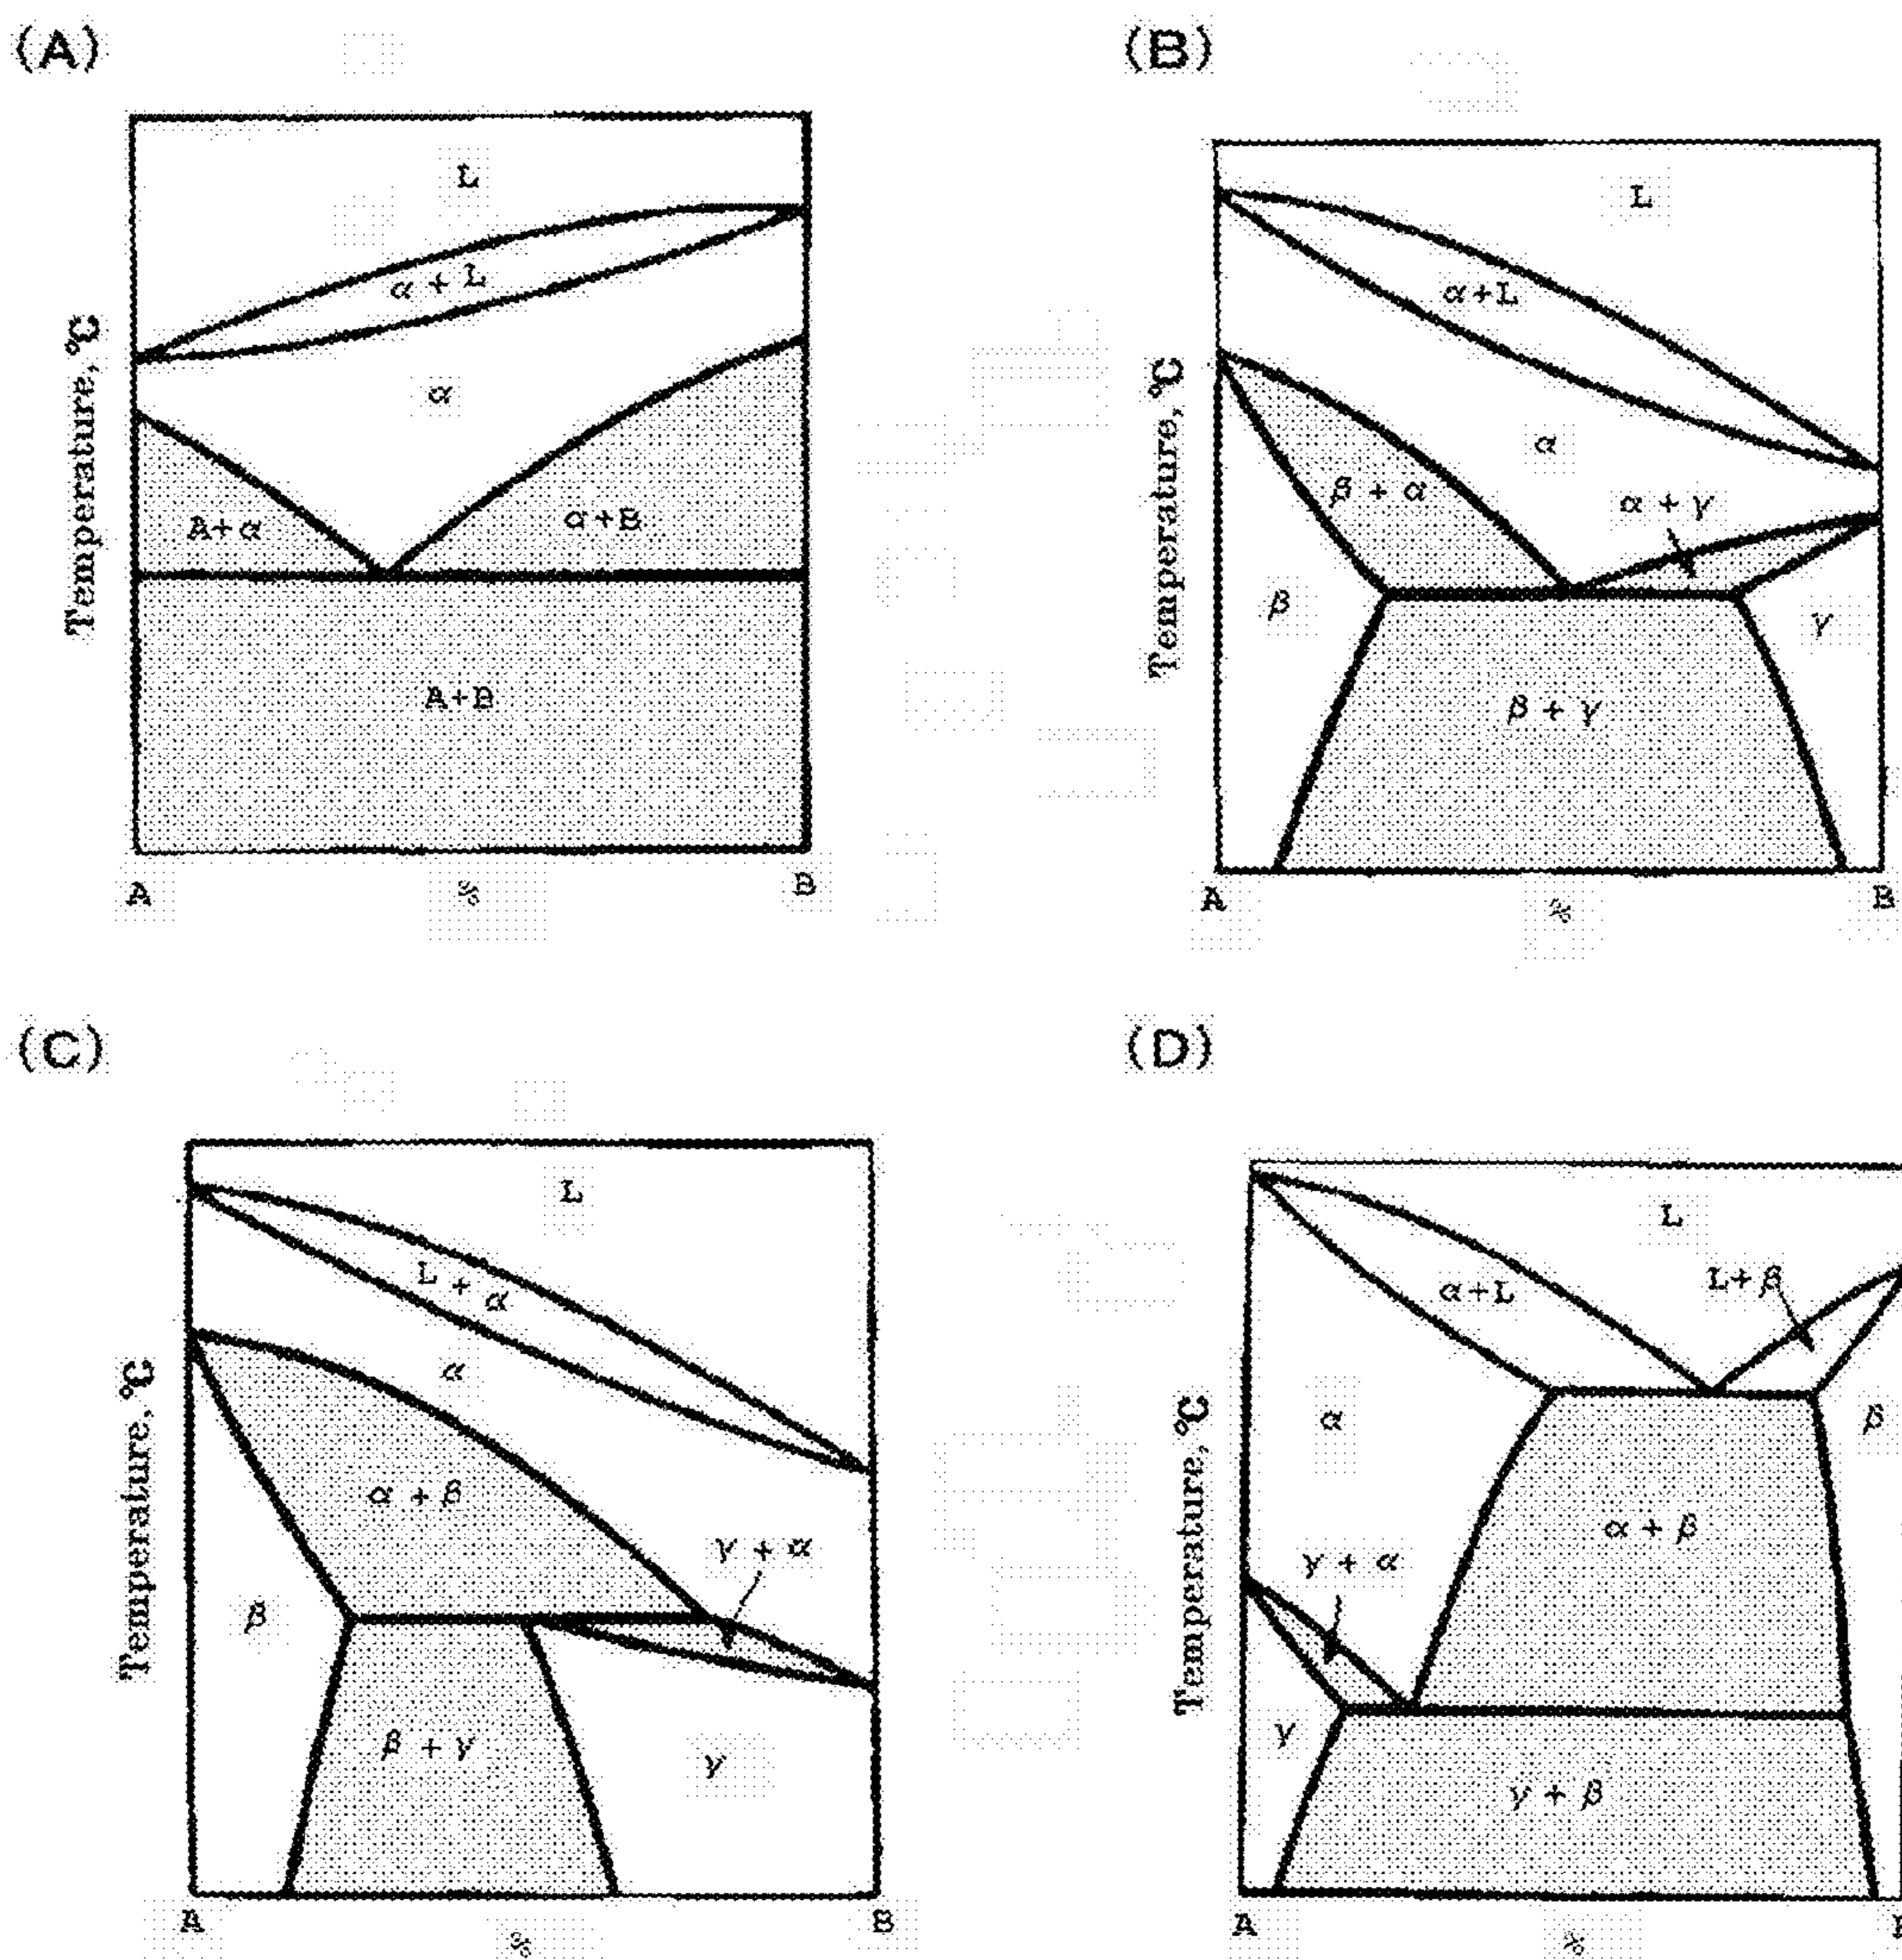 (A)
L
α + L
α
A+α
α+B
A+B
Temperature, °C
A
%
B
(B)
L
α+L
α
β + α
α + γ
β
γ
β + γ
Temperature, °C
A
%
B
(C)
L
L + α
α
α + β
γ + α
β
β + γ
γ
Temperature, °C
A
%
B
(D)
L
α+L
L+β
α
β
α + β
γ + α
γ
γ + β
Temperature, °C
A
%